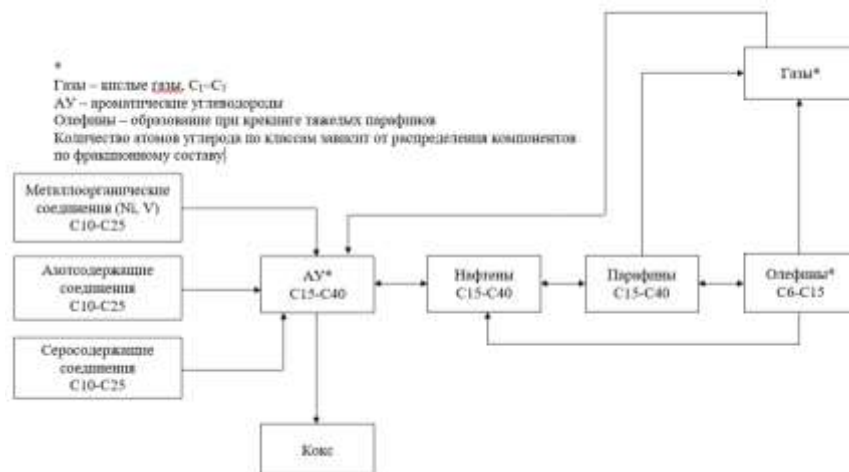 *
Газы – кислые газы, C₁–C₅
АУ – ароматические углеводороды
Олефины – образование при крекинге тяжелых парафинов
Количество атомов углерода по классам зависит от распределения компонентов
по фракционному составу
Газы*
Металлоорганические
соединения (Ni, V)
C10-C25
Азотсодержащие
соединения
C10-C25
АУ*
C15-C40
Нафтены
C15-C40
Парафины
C15-C40
Олефины*
C6-C15
Серосодержащие
соединения
C10-C25
Кокс